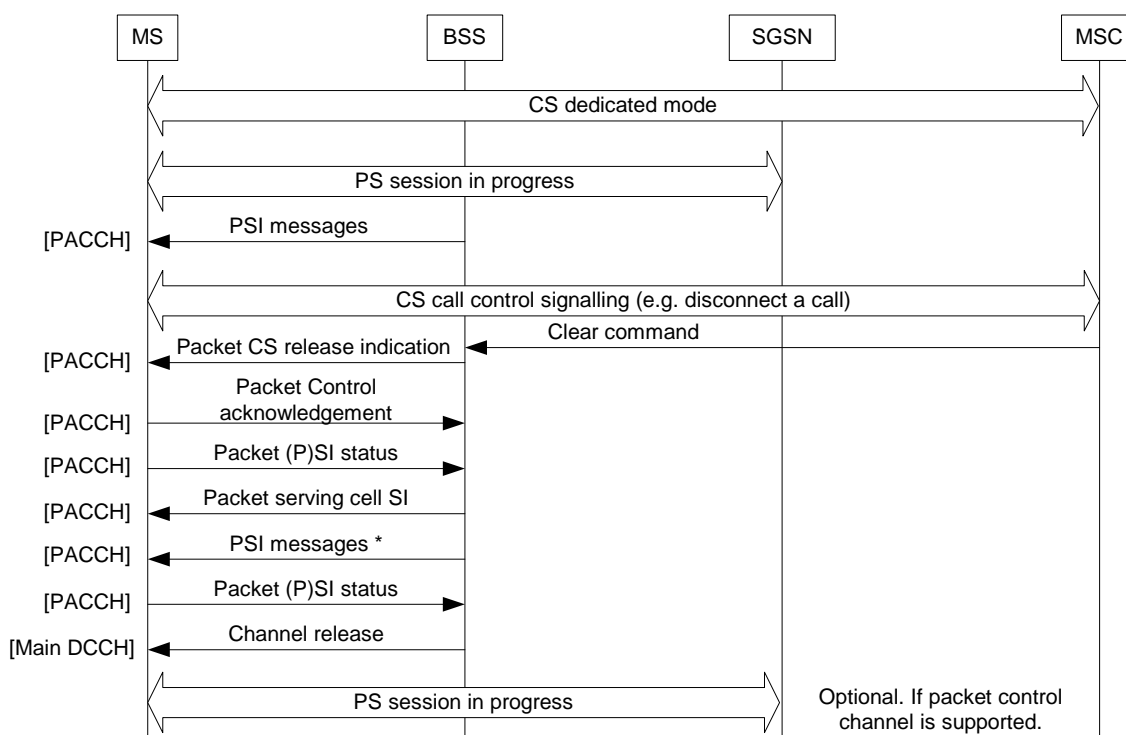 MS
BSS
SGSN
MSC
CS dedicated mode
PS session in progress
PSI messages
[PACCH]
CS call control signalling (e.g. disconnect a call)
Clear command
Packet CS release indication
[PACCH]
Packet Control
acknowledgement
[PACCH]
Packet (P)SI status
[PACCH]
Packet serving cell SI
[PACCH]
PSI messages *
[PACCH]
Packet (P)SI status
[PACCH]
Channel release
[Main DCCH]
PS session in progress
Optional. If packet control
channel is supported.